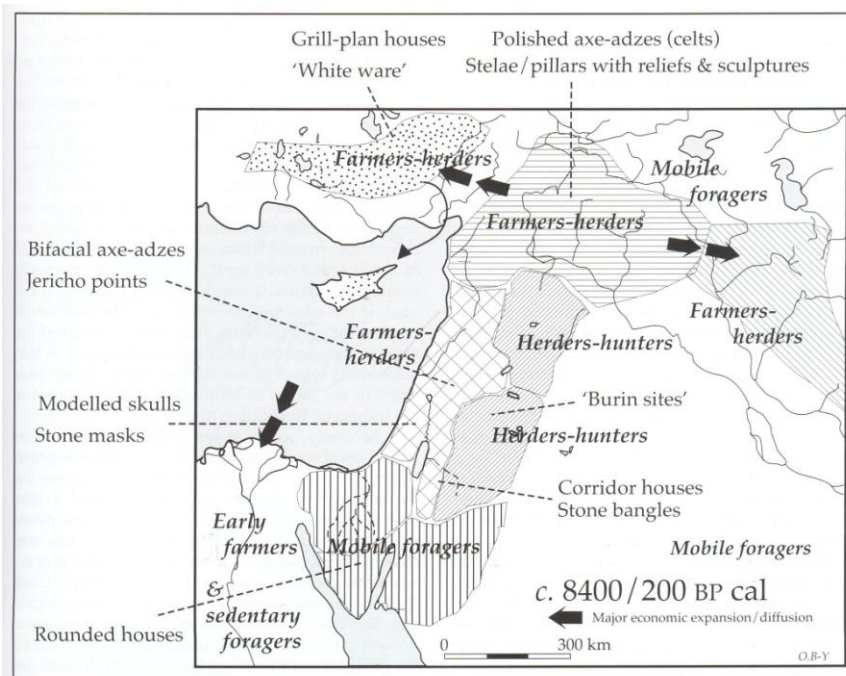 Grill-plan houses
'White ware'
Polished axe-adzes (celts)
Stelae/pillars with reliefs & sculptures
Farmers-herders
Mobile
foragers
Farmers-herders
Bifacial axe-adzes
Jericho points
Farmers-
herders
Herders-hunters
Farmers-
herders
Modelled skulls
Stone masks
'Burin sites'
Herders-hunters
Corridor houses
Stone bangles
Early
farmers
&
sedentary
foragers
Mobile foragers
Mobile foragers
Rounded houses
c. 8400/200 BP cal
Major economic expansion/diffusion
0 300 km
O.B-Y